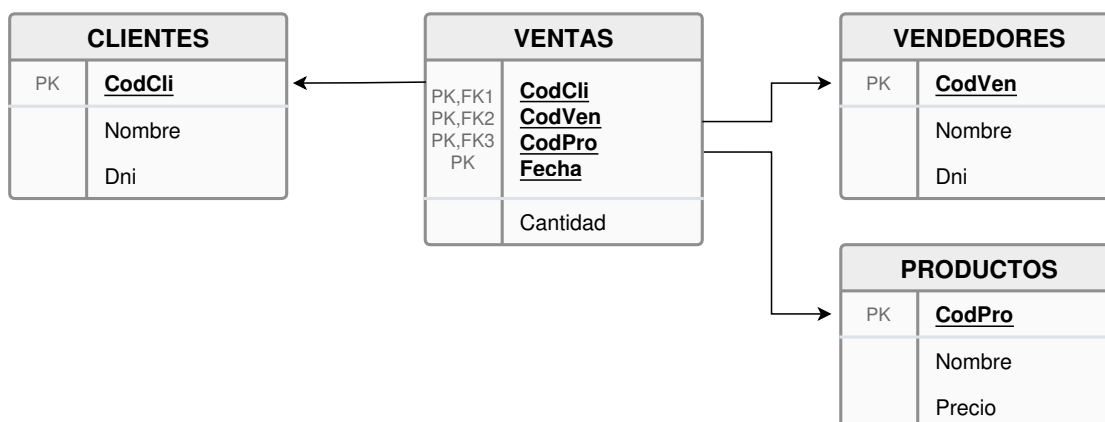 CLIENTES
PK CodCli
Nombre
Dni
VENTAS
PK,FK1 CodCli
PK,FK2 CodVen
PK,FK3 CodPro
PK Fecha
Cantidad
VENDEDORES
PK CodVen
Nombre
Dni
PRODUCTOS
PK CodPro
Nombre
Precio